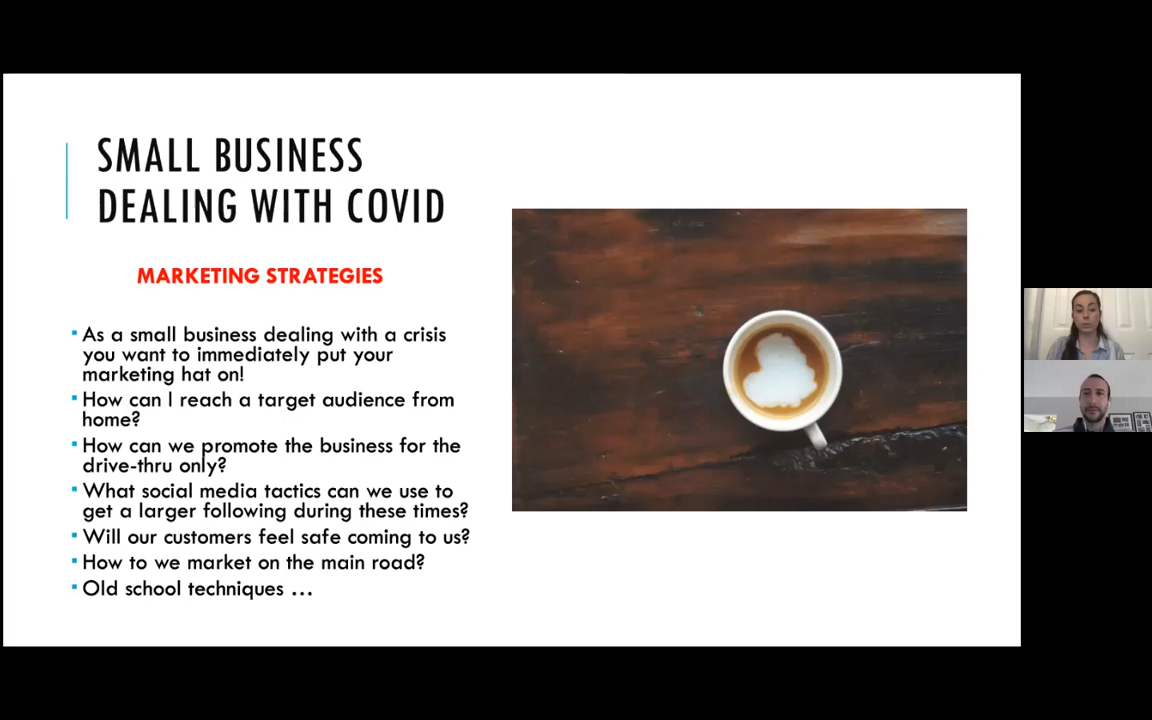 SMALL BUSINESS
DEALING WITH COVID
MARKETING STRATEGIES
▪ As a small business dealing with a crisis
you want to immediately put your
marketing hat on!
▪ How can I reach a target audience from
home?
▪ How can we promote the business for the
drive-thru only?
▪ What social media tactics can we use to
get a larger following during these times?
▪ Will our customers feel safe coming to us?
▪ How to we market on the main road?
▪ Old school techniques …